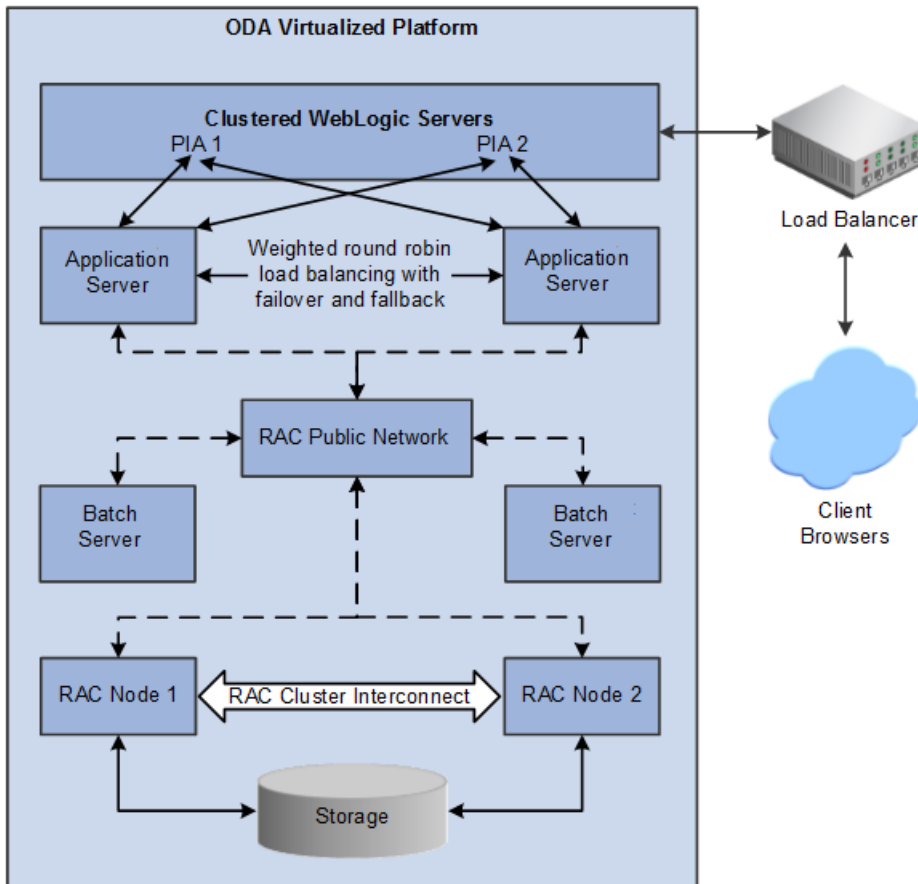 ODA Virtualized Platform
Clustered WebLogic Servers
PIA 1
PIA 2
Load Balancer
Application
Server
Weighted round robin
load balancing with
failover and fallback
Application
Server
RAC Public Network
Batch
Server
Batch
Server
Client
Browsers
RAC Node 1
RAC Cluster Interconnect
RAC Node 2
Storage